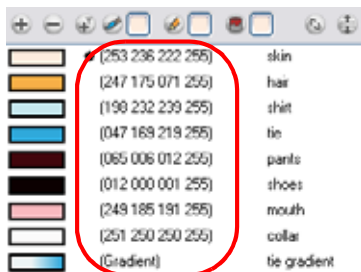 (253 236 222 255) skin
(247 175 071 255) hair
(198 232 239 255) shirt
(047 169 219 255) tie
(065 006 012 255) pants
(012 000 001 255) shoes
(249 185 191 255) mouth
(251 250 250 255) collar
(Gradient) tie gradient